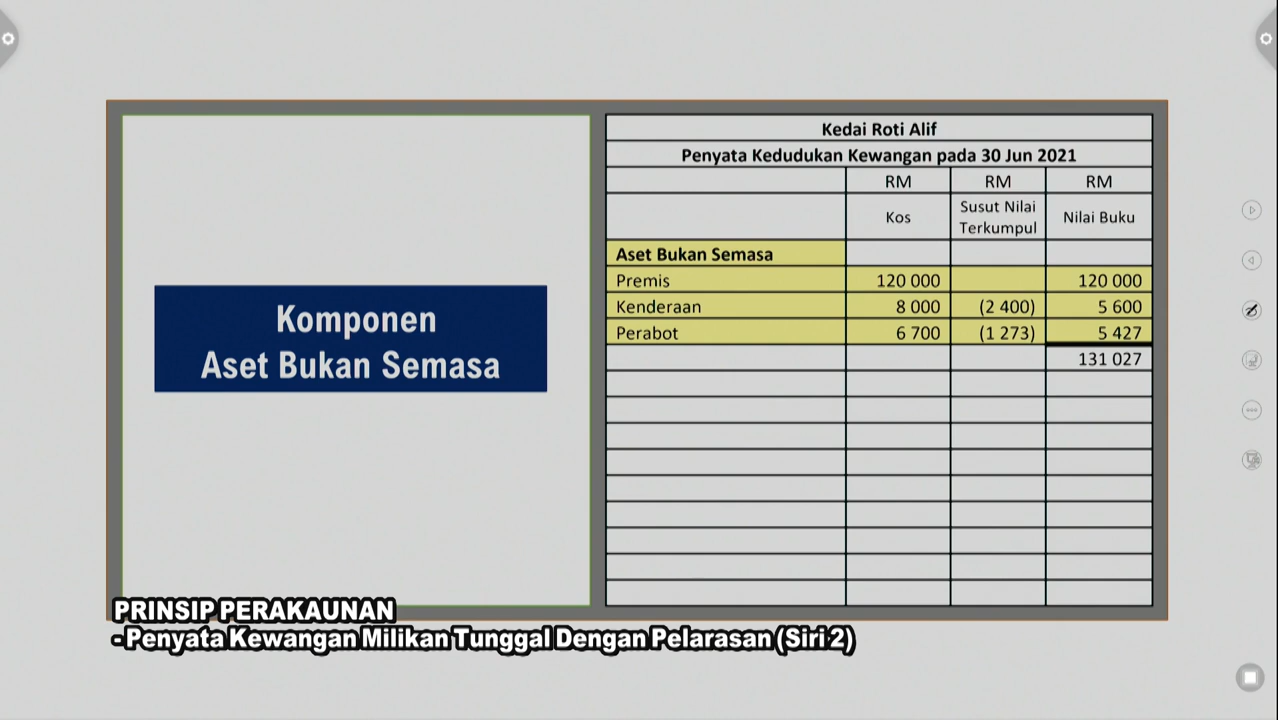 Komponen
Aset Bukan Semasa
Kedai Roti Alif
Penyata Kedudukan Kewangan pada 30 Jun 2021
RM RM RM
Kos Susut Nilai Terkumpul Nilai Buku
Aset Bukan Semasa
Premis 120 000 120 000
Kenderaan 8 000 (2 400) 5 600
Perabot 6 700 (1 273) 5 427
131 027
PRINSIP PERAKAUNAN
-Penyata Kewangan Milikan Tunggal Dengan Pelarasan (Siri 2)